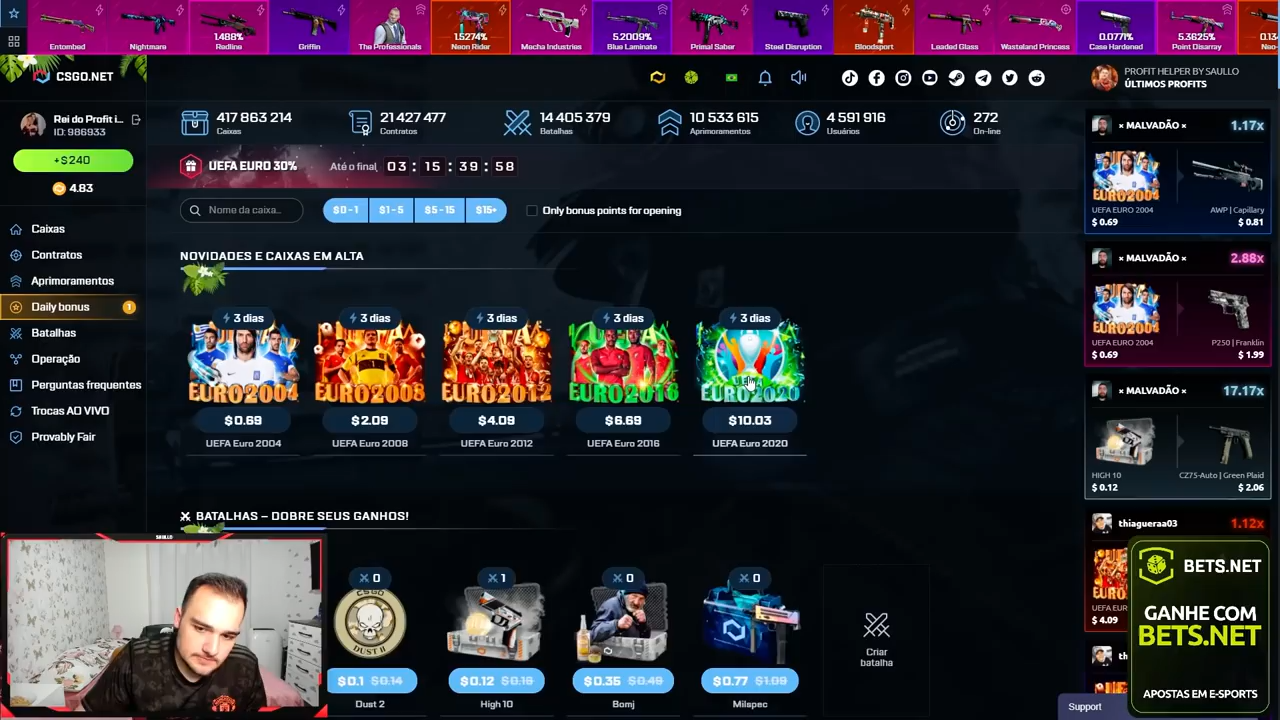 Entombed
Nightmare
1.488%
Redline
Griffin
The Professionals
1.5274%
Neon Rider
Mecha Industries
5.2009%
Blue Laminate
Primal Saber
Steel Disruption
Bloodsport
Leaded Glass
Wasteland Princess
0.0771%
Case Hardened
5.3625%
Point Disarray
CSGO.NET
PROFIT HELPER BY SAULLO
ÚLTIMOS PROFITS
Rei do Profit i...
ID: 986933
+$240
4.83
417 863 214
Caixas
21 427 477
Contratos
14 405 379
Batalhas
10 533 615
Aprimoramentos
4 591 916
Usuários
272
On-line
UEFA EURO 30%
Até o final
03 : 15 : 39 : 58
Nome da caixa...
$0 - 1
$1 - 5
$5 - 15
$15+
Only bonus points for opening
Caixas
Contratos
Aprimoramentos
Daily bonus
1
Batalhas
Operação
Perguntas frequentes
Trocas AO VIVO
Provably Fair
NOVIDADES E CAIXAS EM ALTA
3 dias
EURO2004
$0.69
UEFA Euro 2004
3 dias
EURO2008
$2.09
UEFA Euro 2008
3 dias
EURO2012
$4.09
UEFA Euro 2012
3 dias
EURO2016
$6.69
UEFA Euro 2016
3 dias
EURO2020
$10.03
UEFA Euro 2020
BATALHAS – DOBRE SEUS GANHOS!
0
CSGO
DUST II
$0.1 $0.14
Dust 2
1
$0.12 $0.16
High 10
0
$0.35 $0.49
Bomj
0
$0.77 $1.09
Milspec
Criar
batalha
× MALVADÃO ×
1.17x
EURO2004
UEFA EURO 2004
$ 0.69
AWP | Capillary
$ 0.81
× MALVADÃO ×
2.88x
EURO2004
UEFA EURO 2004
$ 0.69
P250 | Franklin
$ 1.99
× MALVADÃO ×
17.17x
HIGH 10
$ 0.12
CZ75-Auto | Green Plaid
$ 2.06
thiagueraa03
1.12x
UEFA EU
$ 4.09
BETS.NET
GANHE COM
BETS.NET
APOSTAS EM E-SPORTS
Support
SAULLO